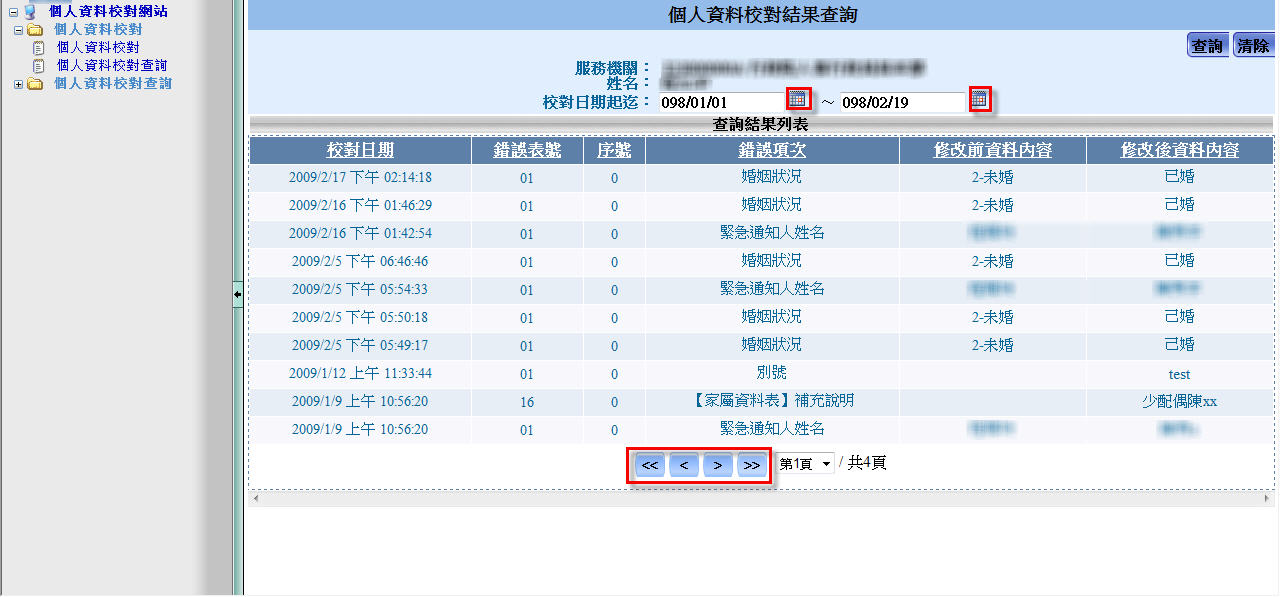 個人資料校對網站
個人資料校對
個人資料校對
個人資料校對查詢
個人資料校對查詢
個人資料校對結果查詢
查詢 清除
服務機關：
姓名：
校對日期起迄： 098/01/01 ～ 098/02/19
查詢結果列表
校對日期 錯誤表號 序號 錯誤項次 修改前資料內容 修改後資料內容
2009/2/17 下午 02:14:18 01 0 婚姻狀況 2-未婚 已婚
2009/2/16 下午 01:46:29 01 0 婚姻狀況 2-未婚 己婚
2009/2/16 下午 01:42:54 01 0 緊急通知人姓名
2009/2/5 下午 06:46:46 01 0 婚姻狀況 2-未婚 已婚
2009/2/5 下午 05:54:33 01 0 緊急通知人姓名
2009/2/5 下午 05:50:18 01 0 婚姻狀況 2-未婚 己婚
2009/2/5 下午 05:49:17 01 0 婚姻狀況 2-未婚 己婚
2009/1/12 上午 11:33:44 01 0 別號 test
2009/1/9 上午 10:56:20 16 0 【家屬資料表】補充說明 少配偶陳xx
2009/1/9 上午 10:56:20 01 0 緊急通知人姓名
<< < > >> 第1頁 / 共4頁